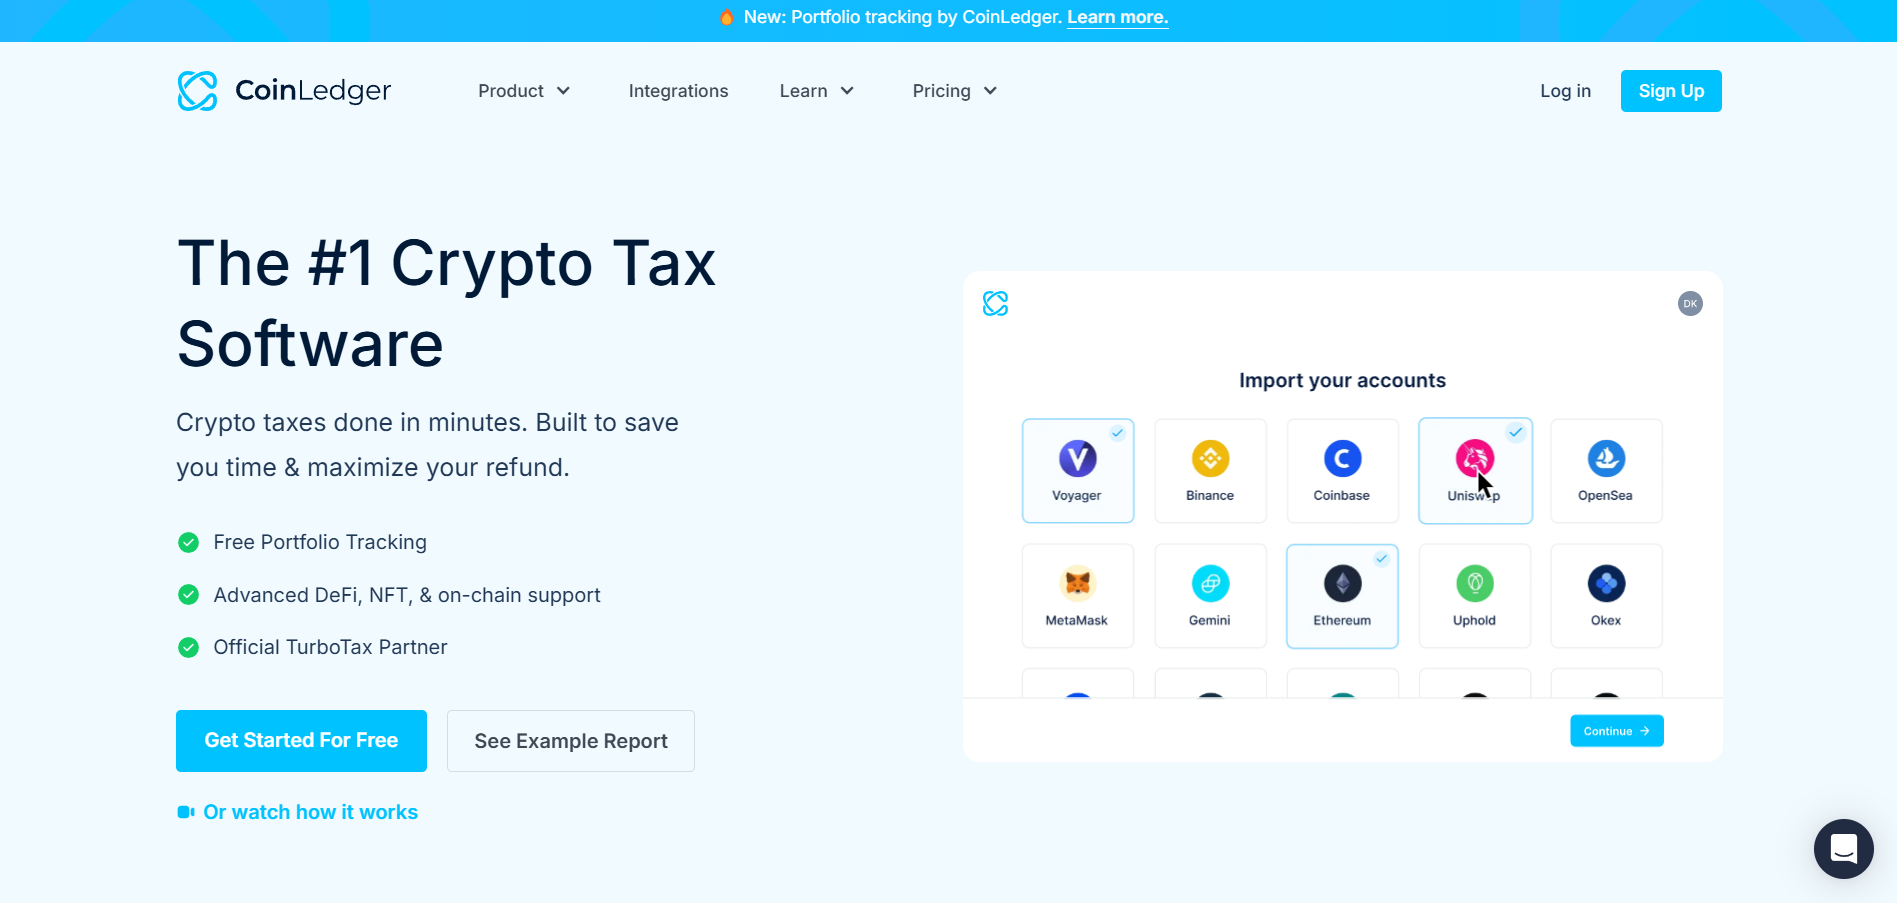 New: Portfolio tracking by CoinLedger. Learn more.
CoinLedger
Product
Integrations
Learn
Pricing
Log in
Sign Up
The #1 Crypto Tax
Software
Crypto taxes done in minutes. Built to save
you time & maximize your refund.
Free Portfolio Tracking
Advanced DeFi, NFT, & on-chain support
Official TurboTax Partner
Get Started For Free
See Example Report
Or watch how it works
DK
Import your accounts
Voyager
Binance
Coinbase
Uniswap
OpenSea
MetaMask
Gemini
Ethereum
Uphold
Okex
Continue